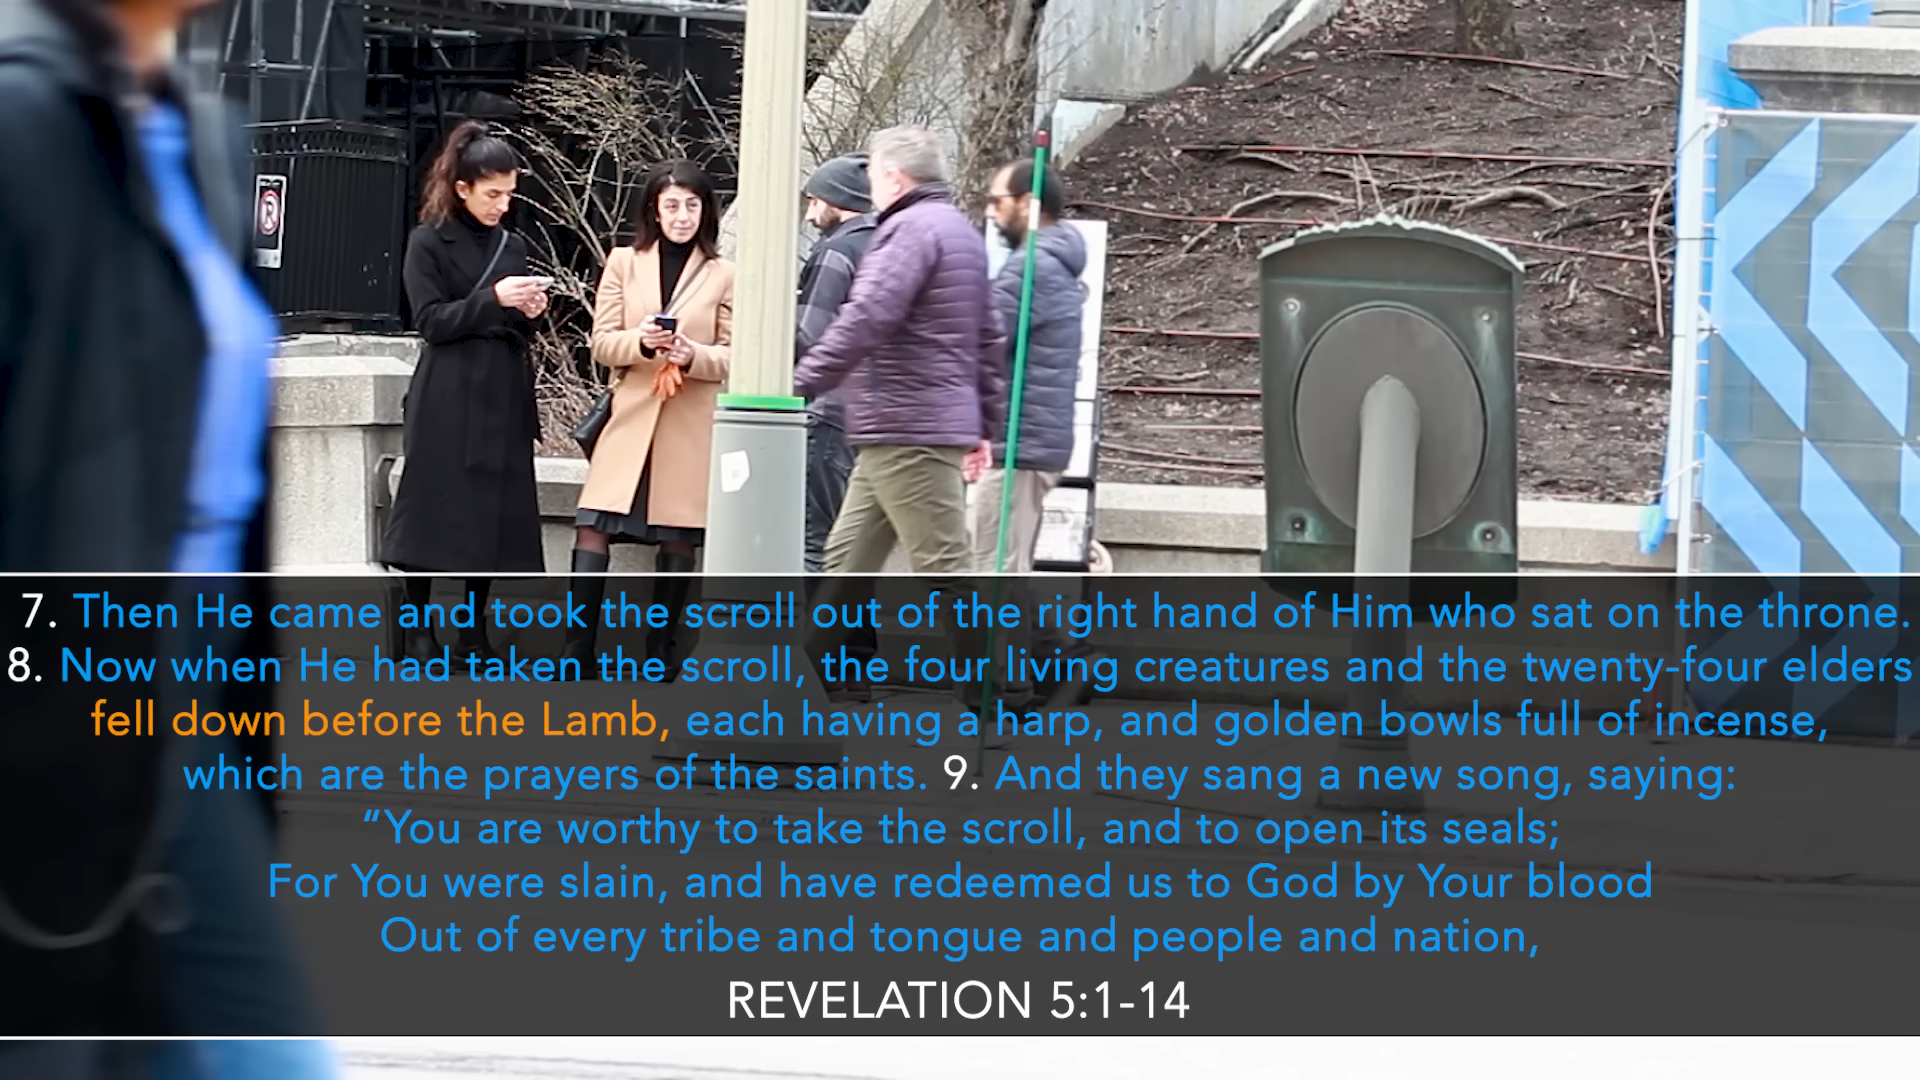 7. Then He came and took the scroll out of the right hand of Him who sat on the throne.
8. Now when He had taken the scroll, the four living creatures and the twenty-four elders
fell down before the Lamb, each having a harp, and golden bowls full of incense,
which are the prayers of the saints. 9. And they sang a new song, saying:
“You are worthy to take the scroll, and to open its seals;
For You were slain, and have redeemed us to God by Your blood
Out of every tribe and tongue and people and nation,
REVELATION 5:1-14